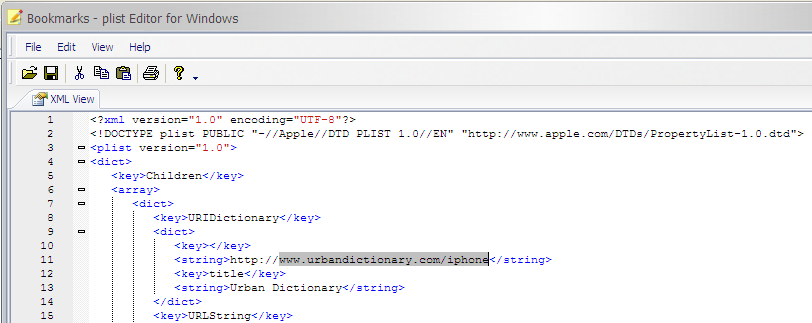 Bookmarks - plist Editor for Windows
File Edit View Help
XML View
1 <?xml version="1.0" encoding="UTF-8"?>
2 <!DOCTYPE plist PUBLIC "-//Apple//DTD PLIST 1.0//EN" "http://www.apple.com/DTDs/PropertyList-1.0.dtd">
3 <plist version="1.0">
4 <dict>
5 <key>Children</key>
6 <array>
7 <dict>
8 <key>URIDictionary</key>
9 <dict>
10 <key></key>
11 <string>http://www.urbandictionary.com/iphone</string>
12 <key>title</key>
13 <string>Urban Dictionary</string>
14 </dict>
15 <key>URLString</key>